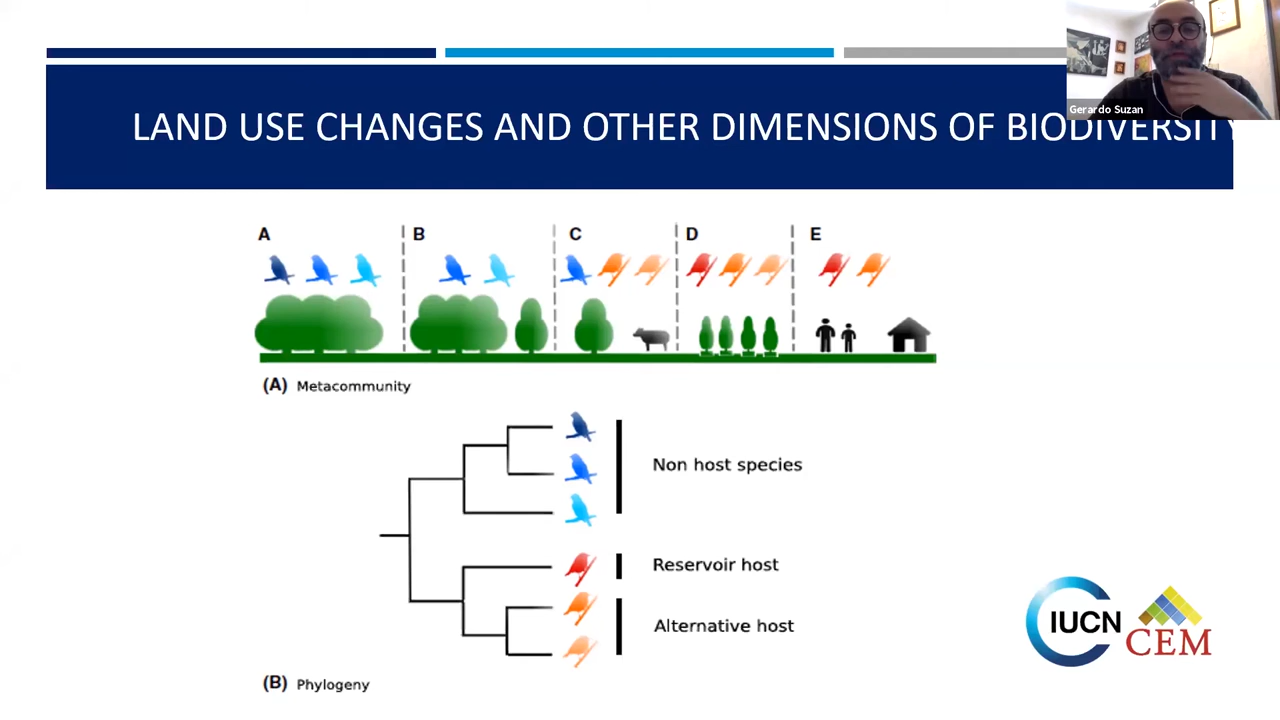 Gerardo Suzan
LAND USE CHANGES AND OTHER DIMENSIONS OF BIODIVERSITY
A B C D E
(A) Metacommunity
Non host species
Reservoir host
Alternative host
(B) Phylogeny
IUCN
CEM